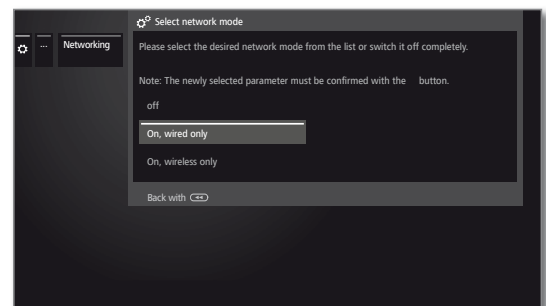 Select network mode
... Networking
Please select the desired network mode from the list or switch it off completely.
Note: The newly selected parameter must be confirmed with the button.
off
On, wired only
On, wireless only
Back with